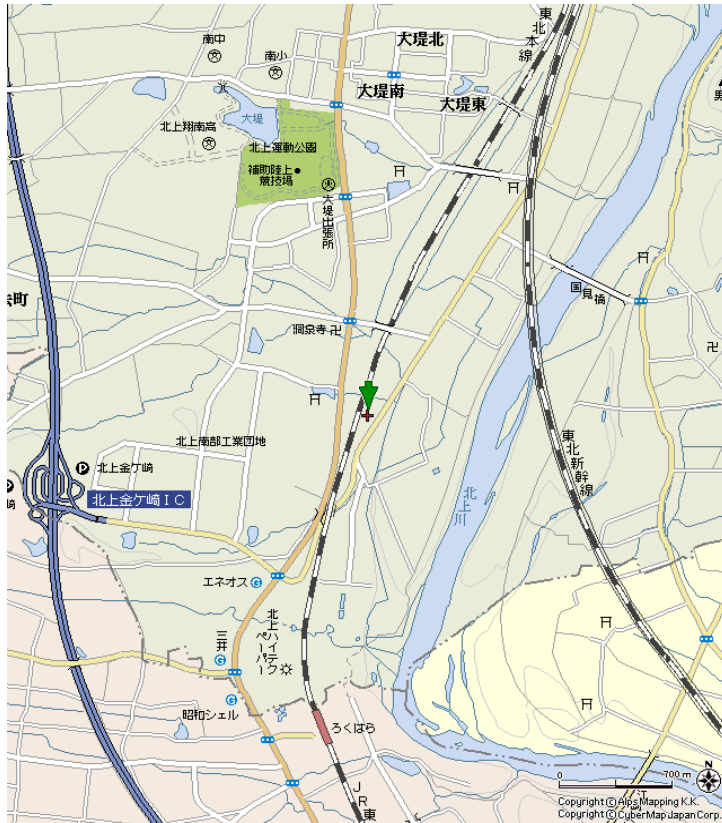 東北本線
南中
南小
大堤北
大堤南
大堤東
大堤
北上翔南高
北上運動公園
補助陸上
競技場
大堤出張所
国見橋
洞泉寺
北上南部工業団地
北上金ケ崎
P
北上金ケ崎IC
崎
東北新幹線
北上川
エネオス
G
北上ハイテク
ペーパー
三井
G
昭和シェル
G
ろくはら
JR東
0
700 m
N
Copyright (C) Alps Mapping K.K.
Copyright (C) CyberMap Japan Corp.